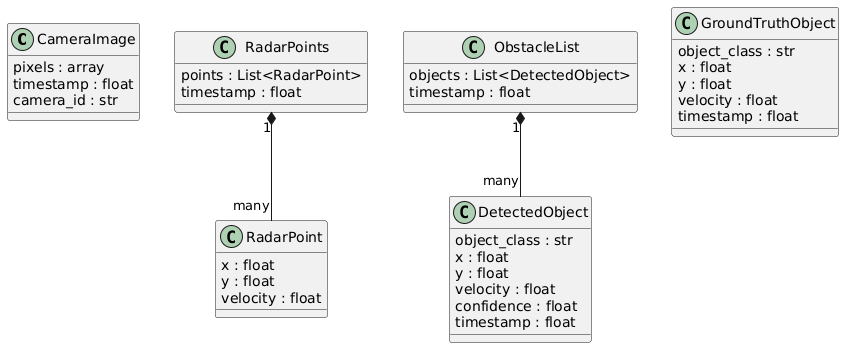 C CameraImage
pixels : array
timestamp : float
camera_id : str
C RadarPoints
points : List<RadarPoint>
timestamp : float
C ObstacleList
objects : List<DetectedObject>
timestamp : float
C GroundTruthObject
object_class : str
x : float
y : float
velocity : float
timestamp : float
1
many
1
many
C RadarPoint
x : float
y : float
velocity : float
C DetectedObject
object_class : str
x : float
y : float
velocity : float
confidence : float
timestamp : float